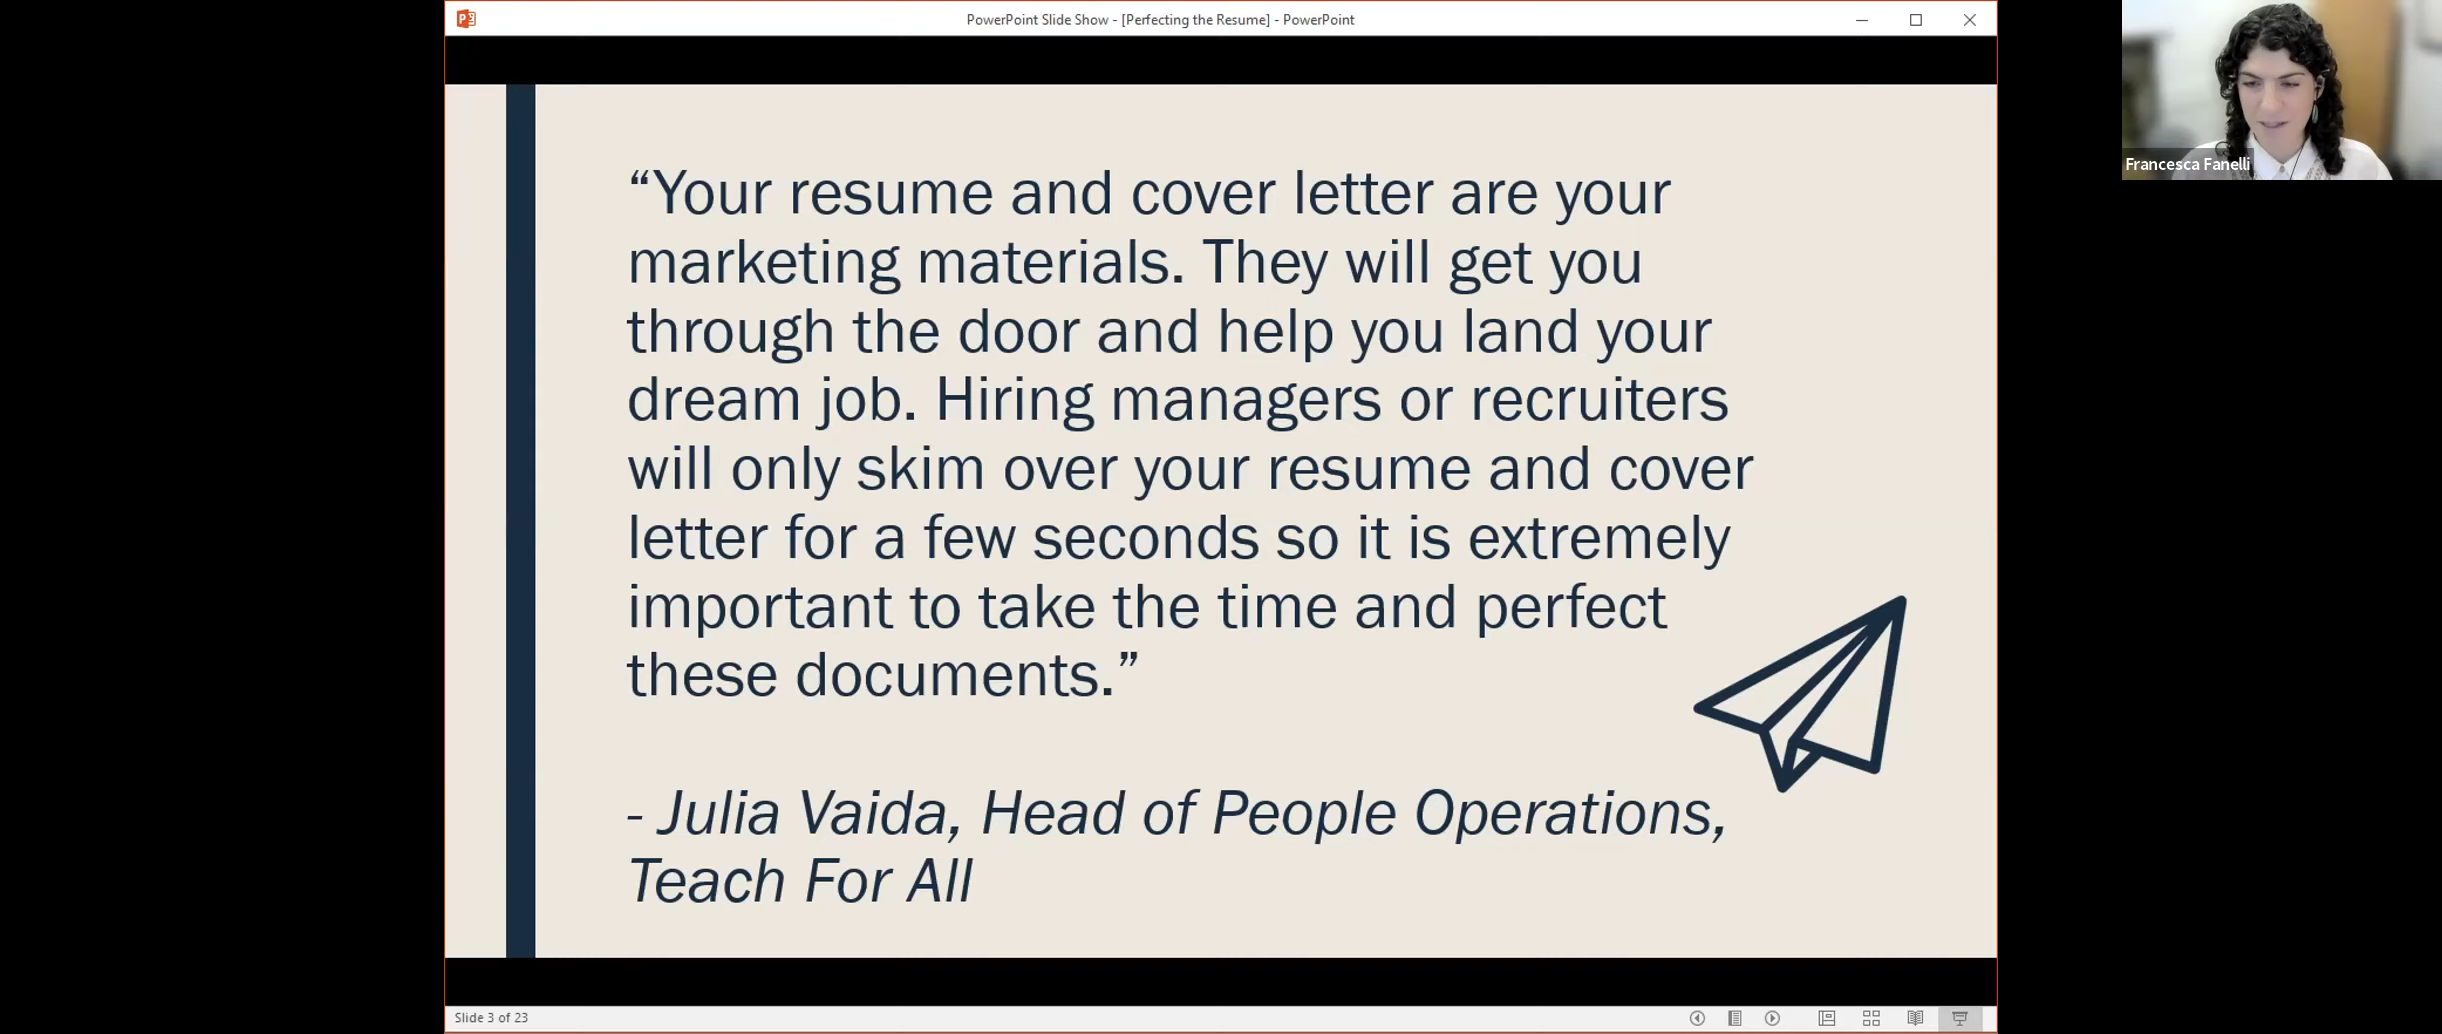 PowerPoint Slide Show - [Perfecting the Resume] - PowerPoint
Francesca Fanelli
“Your resume and cover letter are your
marketing materials. They will get you
through the door and help you land your
dream job. Hiring managers or recruiters
will only skim over your resume and cover
letter for a few seconds so it is extremely
important to take the time and perfect
these documents.”
- Julia Vaida, Head of People Operations,
Teach For All
Slide 3 of 23